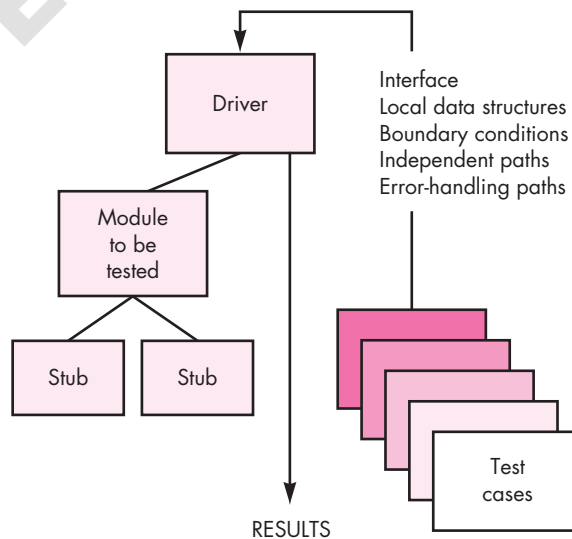 Driver
Interface
Local data structures
Boundary conditions
Independent paths
Error-handling paths
Module
to be
tested
Stub
Stub
Test
cases
RESULTS